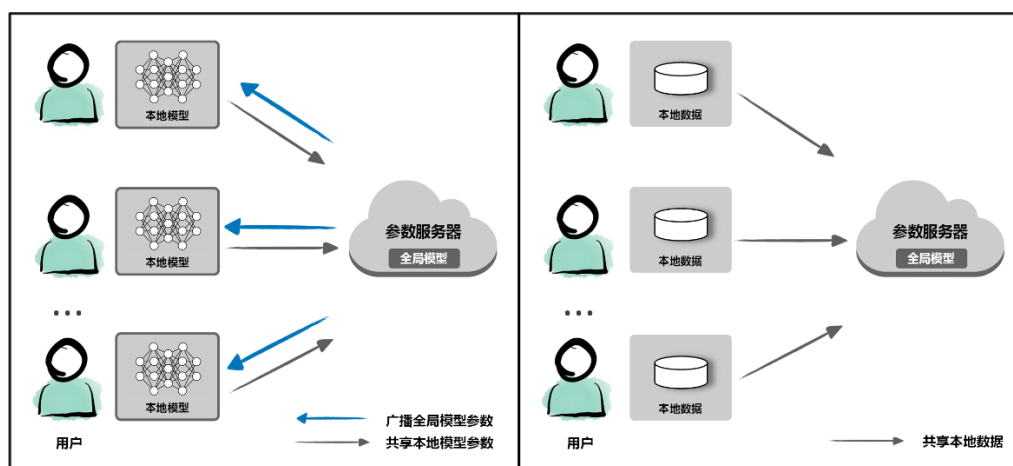 本地模型
本地模型
参数服务器
全局模型
...
本地模型
用户
广播全局模型参数
共享本地模型参数
本地数据
本地数据
参数服务器
全局模型
...
本地数据
用户
共享本地数据